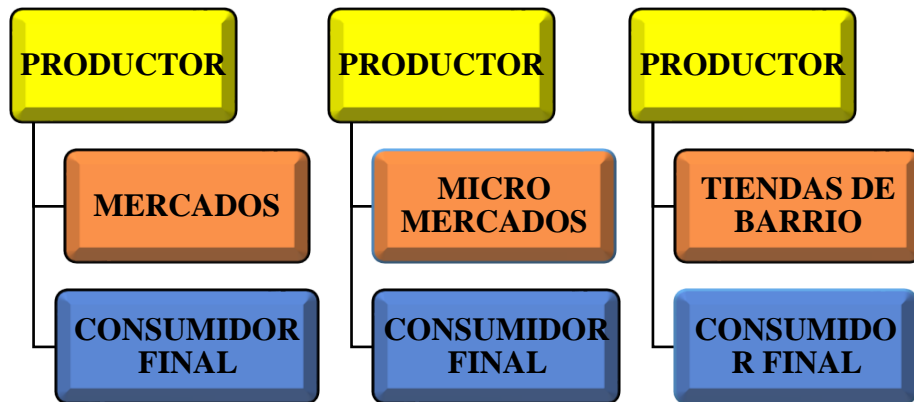 PRODUCTOR
MERCADOS
CONSUMIDOR
FINAL
PRODUCTOR
MICRO
MERCADOS
CONSUMIDOR
FINAL
PRODUCTOR
TIENDAS DE
BARRIO
CONSUMIDO
R FINAL